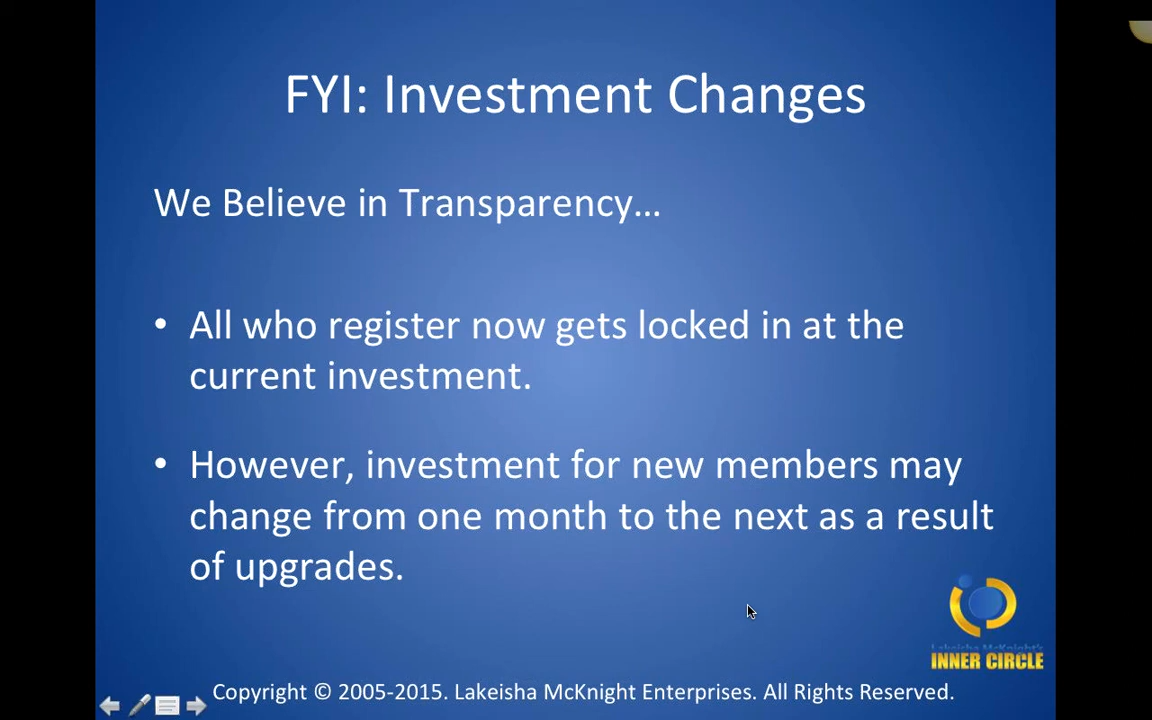 FYI: Investment Changes
We Believe in Transparency...
• All who register now gets locked in at the
current investment.
• However, investment for new members may
change from one month to the next as a result
of upgrades.
Lakeisha McKnight's
INNER CIRCLE
Copyright © 2005-2015. Lakeisha McKnight Enterprises. All Rights Reserved.